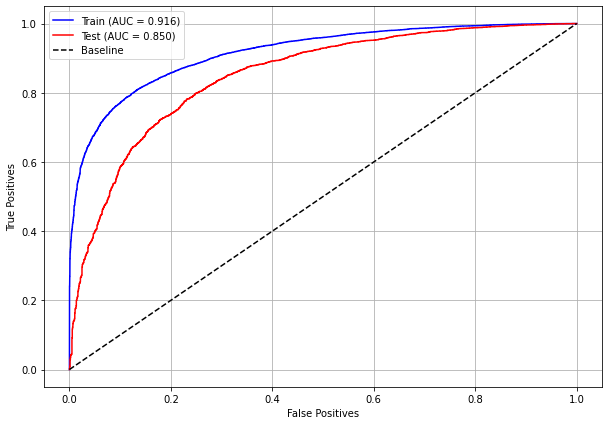 Train (AUC = 0.916)
Test (AUC = 0.850)
Baseline
1.0
0.8
0.6
0.4
0.2
0.0
True Positives
0.0 0.2 0.4 0.6 0.8 1.0
False Positives